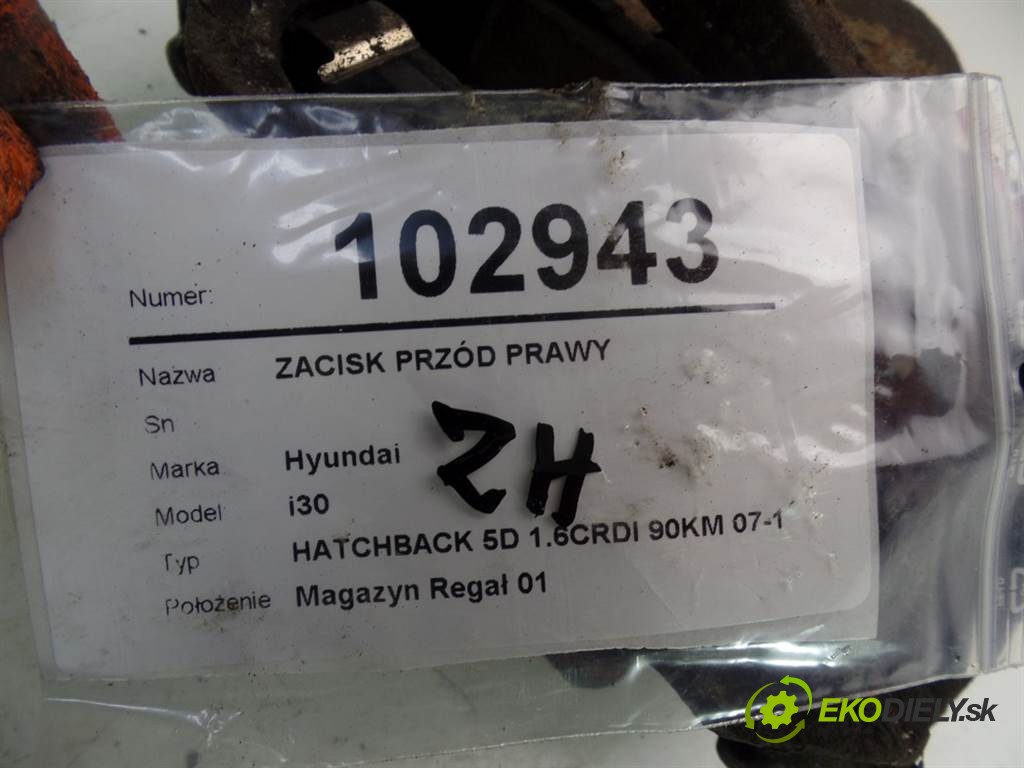 Numer: 102943
Nazwa ZACISK PRZÓD PRAWY
Sn
Marka Hyundai
ZH
Model i30
Typ HATCHBACK 5D 1.6CRDI 90KM 07-1
Położenie Magazyn Regał 01
EKODIELY.sk